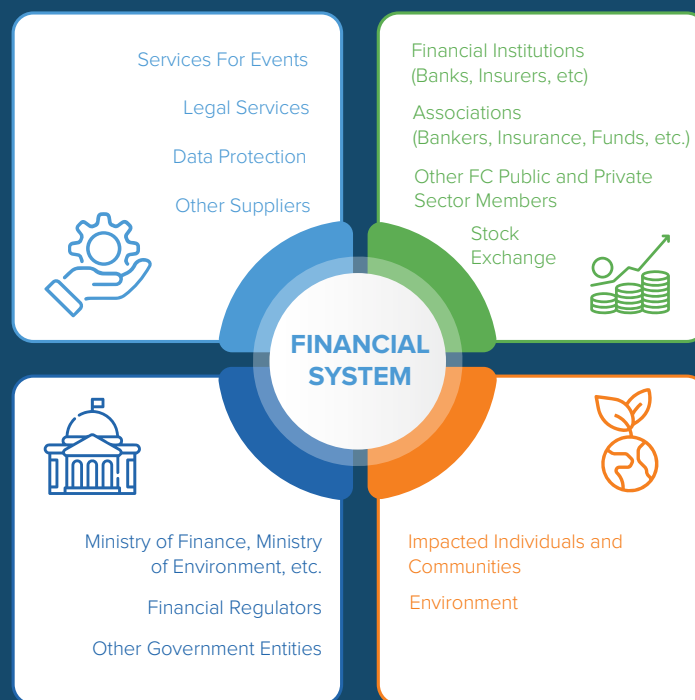 Services For Events
Legal Services
Data Protection
Other Suppliers
Financial Institutions
(Banks, Insurers, etc)
Associations
(Bankers, Insurance, Funds, etc.)
Other FC Public and Private
Sector Members
Stock
Exchange
FINANCIAL
SYSTEM
Ministry of Finance, Ministry
of Environment, etc.
Financial Regulators
Other Government Entities
Impacted Individuals and
Communities
Environment